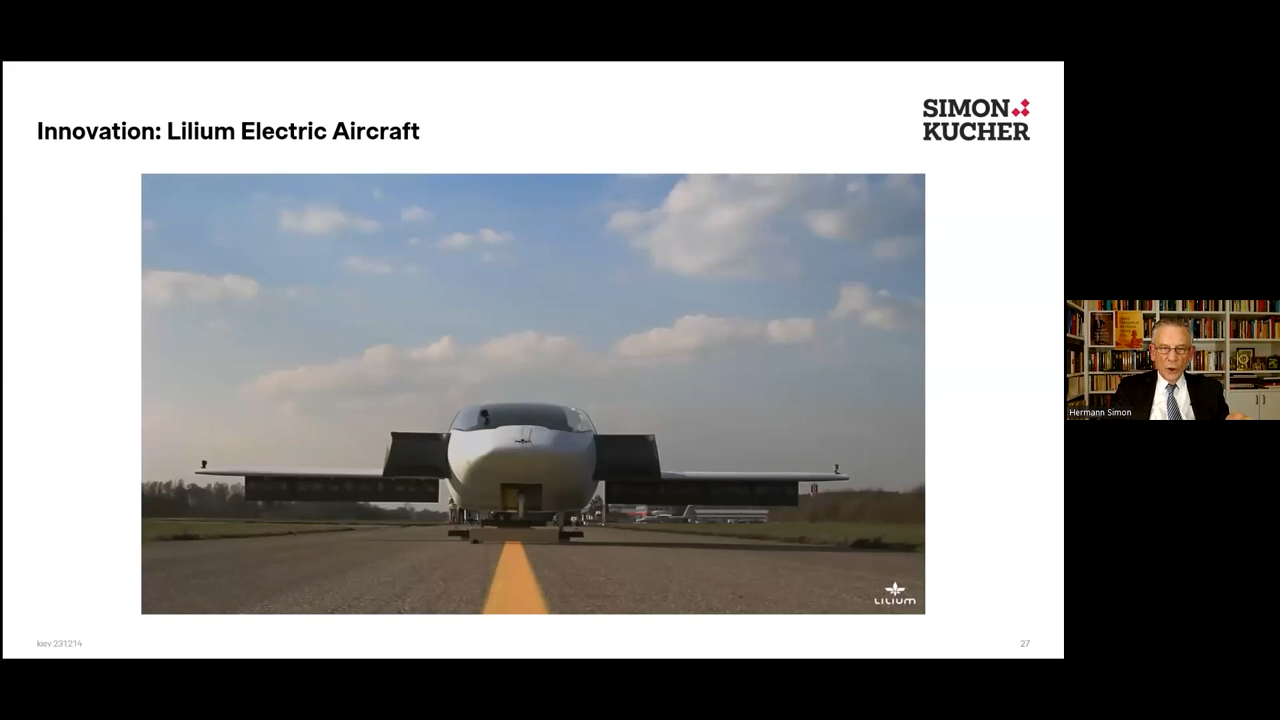 Innovation: Lilium Electric Aircraft
SIMON
KUCHER
LILIUM
kiev 231214
27
Hermann Simon